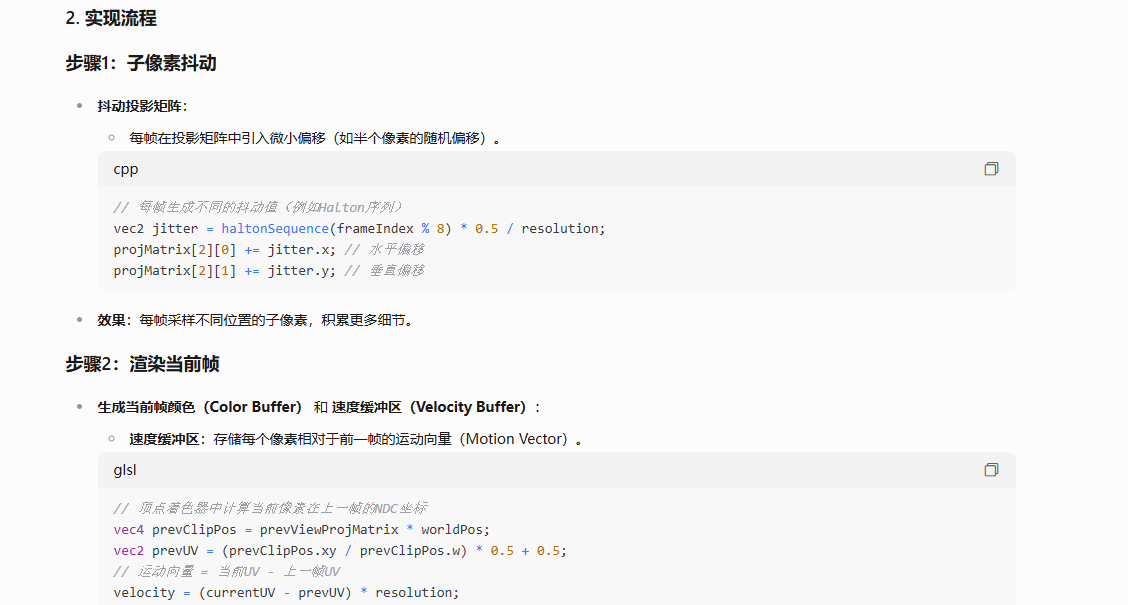 2. 实现流程
步骤1：子像素抖动
抖动投影矩阵：
每帧在投影矩阵中引入微小偏移（如半个像素的随机偏移）。
cpp
// 每帧生成不同的抖动值（例如Halton序列）
vec2 jitter = haltonSequence(frameIndex % 8) * 0.5 / resolution;
projMatrix[2][0] += jitter.x; // 水平偏移
projMatrix[2][1] += jitter.y; // 垂直偏移
效果：每帧采样不同位置的子像素，积累更多细节。
步骤2：渲染当前帧
生成当前帧颜色（Color Buffer） 和 速度缓冲区（Velocity Buffer）：
速度缓冲区：存储每个像素相对于前一帧的运动向量（Motion Vector）。
glsl
// 顶点着色器中计算当前像素在上一帧的NDC坐标
vec4 prevClipPos = prevViewProjMatrix * worldPos;
vec2 prevUV = (prevClipPos.xy / prevClipPos.w) * 0.5 + 0.5;
// 运动向量 = 当前UV - 上一帧UV
velocity = (currentUV - prevUV) * resolution;